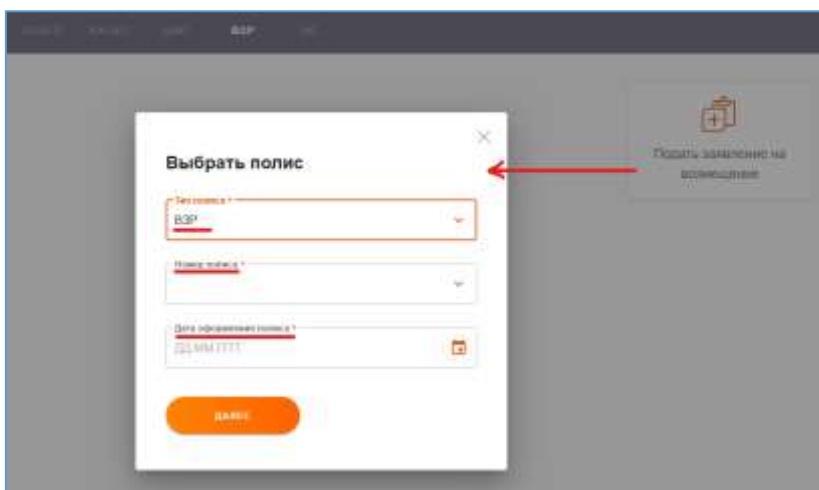 ВЗР
Подать заявление на
возмещение
Выбрать полис
Тип полиса *
ВЗР
Номер полиса *
Дата оформления полиса *
ДД.ММ.ГГГГ
ДАЛЕЕ